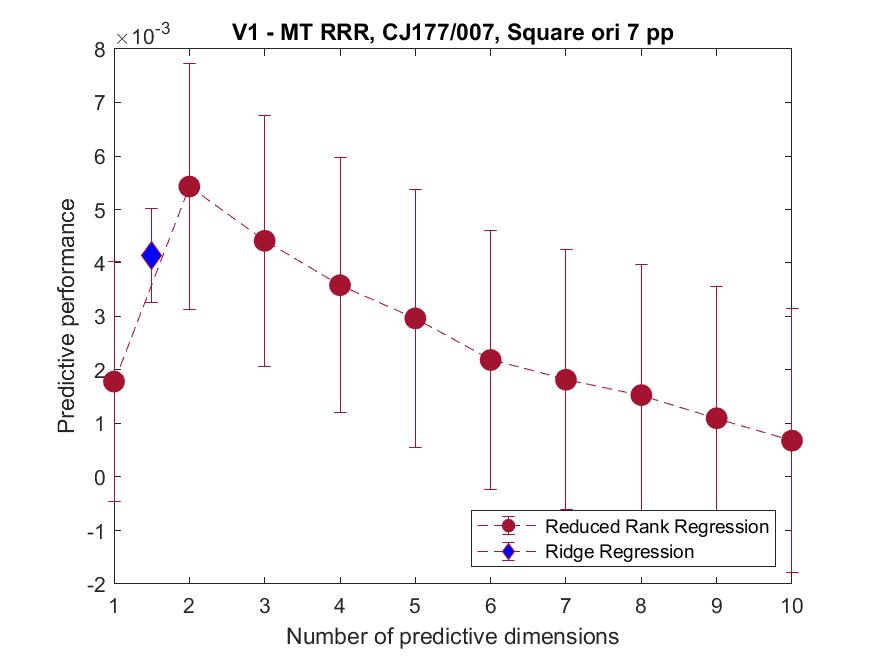 ×10-3
V1 - MT RRR, CJ177/007, Square ori 7 pp
8
7
6
5
4
3
2
1
0
-1
-2
Predictive performance
Reduced Rank Regression
Ridge Regression
1 2 3 4 5 6 7 8 9 10
Number of predictive dimensions